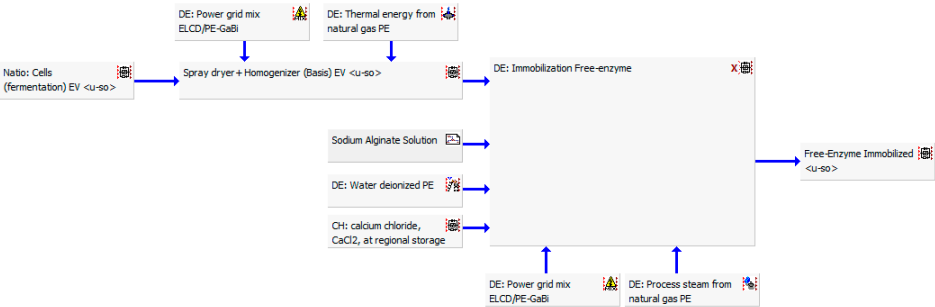 DE: Power grid mix
ELCD/PE-GaBi
DE: Thermal energy from
natural gas PE
Natio: Cells
(fermentation) EV <u-so>
Spray dryer + Homogenizer (Basis) EV <u-so>
DE: Immobilization Free-enzyme
X
Sodium Alginate Solution
DE: Water deionized PE
CH: calcium chloride,
CaCl2, at regional storage
Free-Enzyme Immobilized
<u-so>
DE: Power grid mix
ELCD/PE-GaBi
DE: Process steam from
natural gas PE